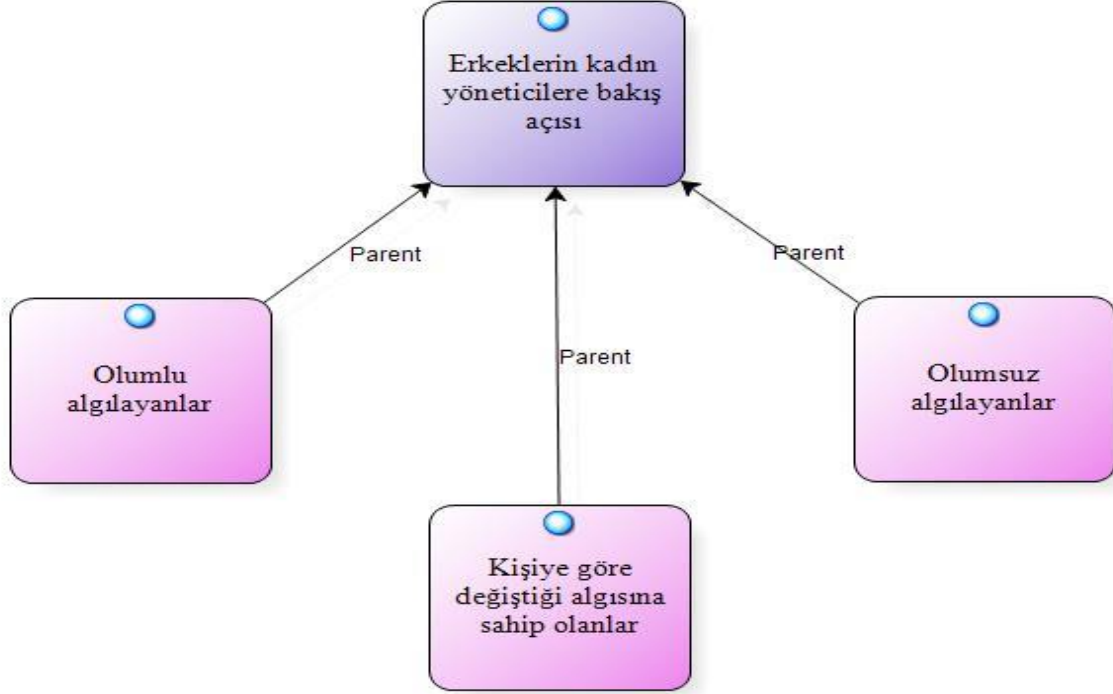 Erkeklerin kadın
yöneticilere bakış
açısı
Parent
Parent
Parent
Olumlu
algılayanlar
Olumsuz
algılayanlar
Kişiye göre
değiştiği algısına
sahip olanlar